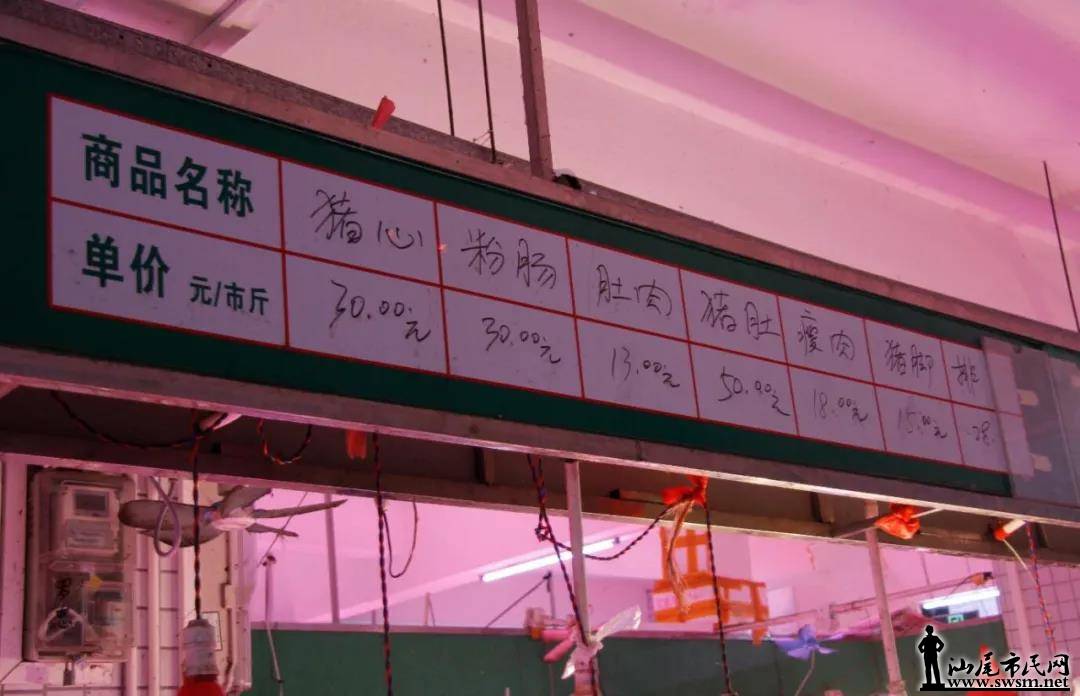 商品名称 猪心 粉肠 肚肉 猪肚 瘦肉 猪脚 排
单价 元/市斤 30.00元 30.00元 13.00元 50.00元 18.00元 15.00元 28.
汕尾市民网
www.swsm.net